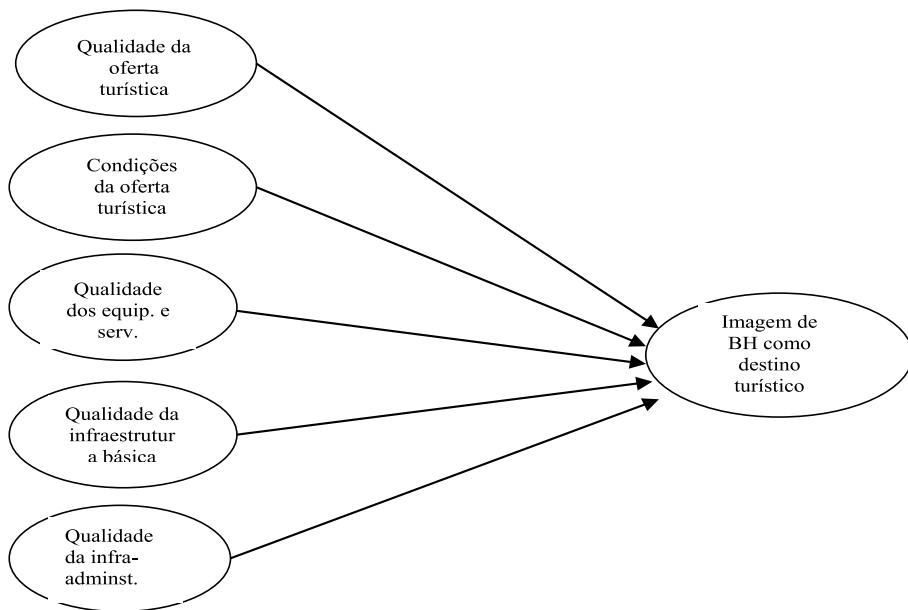 Qualidade da
oferta
turística
Condições
da oferta
turística
Qualidade
dos equip. e
serv.
Qualidade da
infraestrutur
a básica
Qualidade
da infra-
adminst.
Imagem de
BH como
destino
turístico